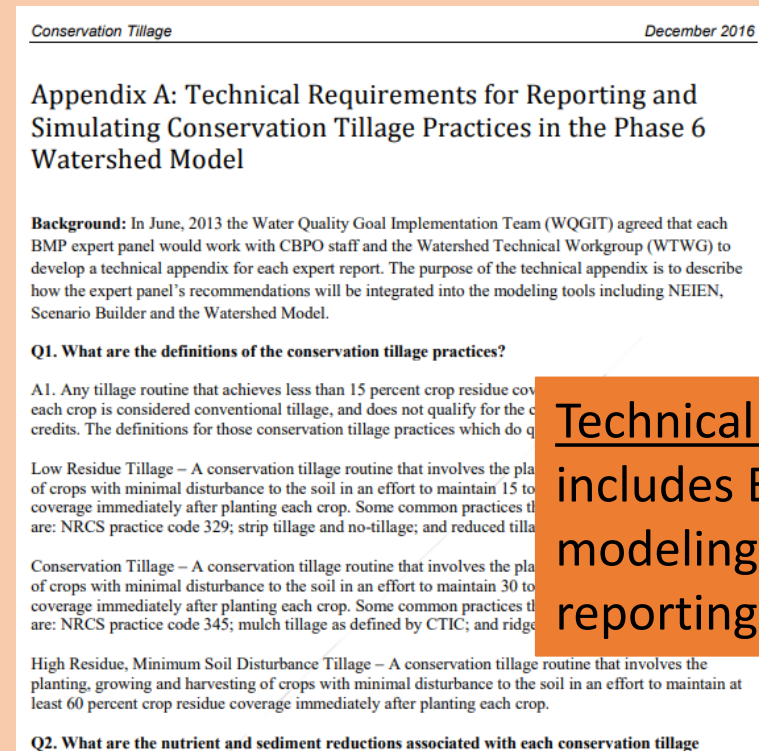 Conservation Tillage December 2016
Appendix A: Technical Requirements for Reporting and
Simulating Conservation Tillage Practices in the Phase 6
Watershed Model
Background: In June, 2013 the Water Quality Goal Implementation Team (WQGIT) agreed that each
BMP expert panel would work with CBPO staff and the Watershed Technical Workgroup (WTWG) to
develop a technical appendix for each expert report. The purpose of the technical appendix is to describe
how the expert panel’s recommendations will be integrated into the modeling tools including NEIEN,
Scenario Builder and the Watershed Model.
Q1. What are the definitions of the conservation tillage practices?
A1. Any tillage routine that achieves less than 15 percent crop residue cov
each crop is considered conventional tillage, and does not qualify for the c
credits. The definitions for those conservation tillage practices which do q
Low Residue Tillage – A conservation tillage routine that involves the pla
of crops with minimal disturbance to the soil in an effort to maintain 15 to
coverage immediately after planting each crop. Some common practices t
are: NRCS practice code 329; strip tillage and no-tillage; and reduced tilla
Conservation Tillage – A conservation tillage routine that involves the pla
of crops with minimal disturbance to the soil in an effort to maintain 30 to
coverage immediately after planting each crop. Some common practices t
are: NRCS practice code 345; mulch tillage as defined by CTIC; and ridge
Technical
includes
modeling
reporting
High Residue, Minimum Soil Disturbance Tillage – A conservation tillage routine that involves the
planting, growing and harvesting of crops with minimal disturbance to the soil in an effort to maintain at
least 60 percent crop residue coverage immediately after planting each crop.
Q2. What are the nutrient and sediment reductions associated with each conservation tillage